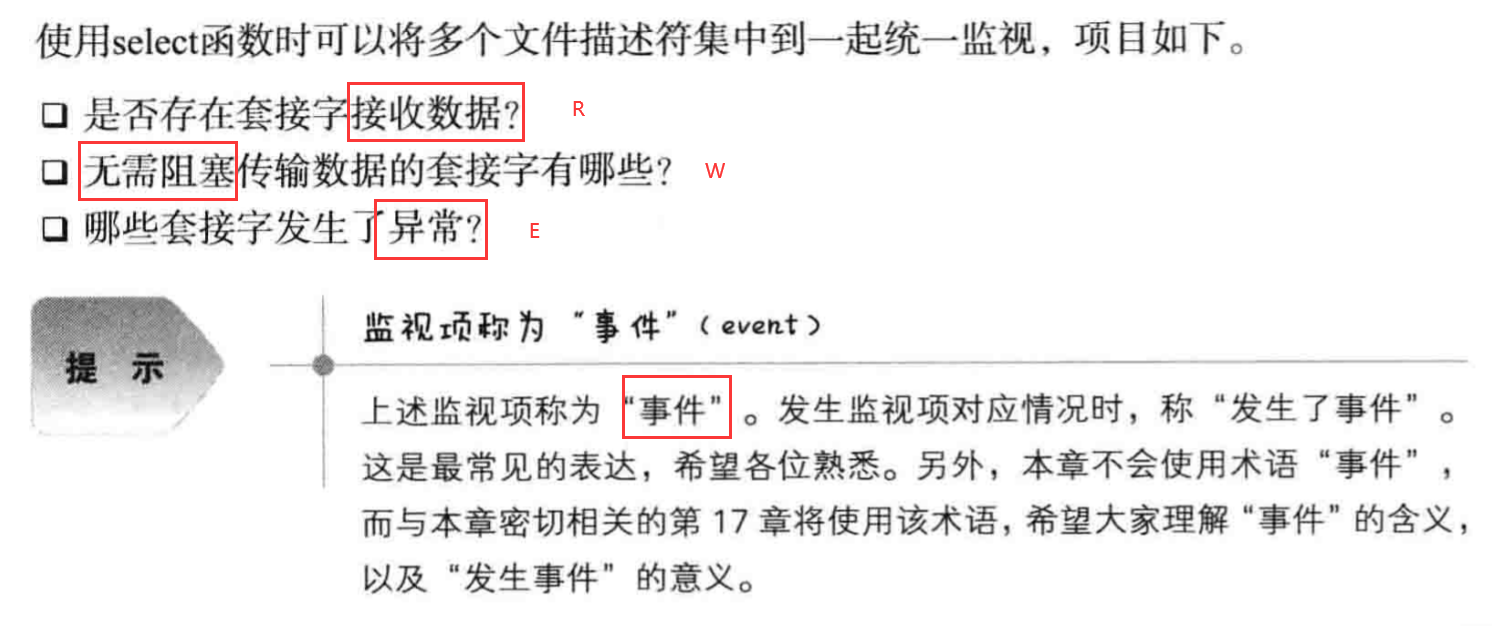 使用select函数时可以将多个文件描述符集中到一起统一监视，项目如下。
❑ 是否存在套接字接收数据？ R
❑ 无需阻塞传输数据的套接字有哪些？ W
❑ 哪些套接字发生了异常？ E
提 示
监视项称为“事件”（event）
上述监视项称为“事件”。发生监视项对应情况时，称“发生了事件”。
这是最常见的表达，希望各位熟悉。另外，本章不会使用术语“事件”，
而与本章密切相关的第 17 章将使用该术语，希望大家理解“事件”的含义，
以及“发生事件”的意义。